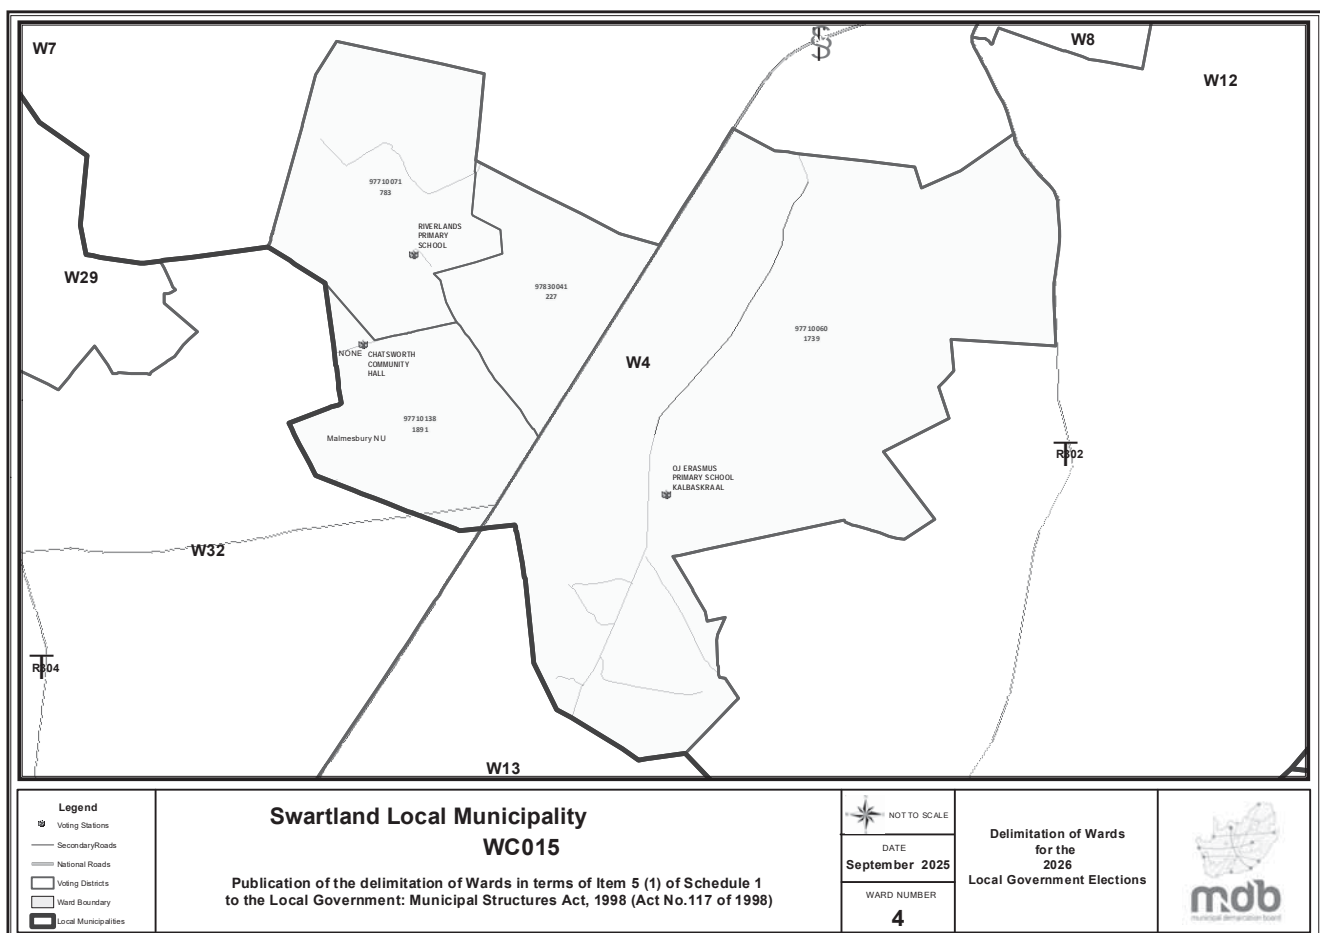 W7
W8
W12
97710071
783
RIVERLANDS
PRIMARY
SCHOOL
W29
97830041
227
97710060
1739
NONE
CHATSWORTH
COMMUNITY
HALL
W4
97710138
1891
Malmesbury NU
R302
OJ ERASMUS
PRIMARY SCHOOL
KALBASKRAAL
W32
R304
W13
Legend
Voting Stations
SecondaryRoads
National Roads
Voting Districts
Ward Boundary
Local Municipalities
Swartland Local Municipality
WC015
Publication of the delimitation of Wards in terms of Item 5 (1) of Schedule 1
to the Local Government: Municipal Structures Act, 1998 (Act No.117 of 1998)
NOT TO SCALE
DATE
September 2025
WARD NUMBER
4
Delimitation of Wards
for the
2026
Local Government Elections
mdb
municipal demarcation board